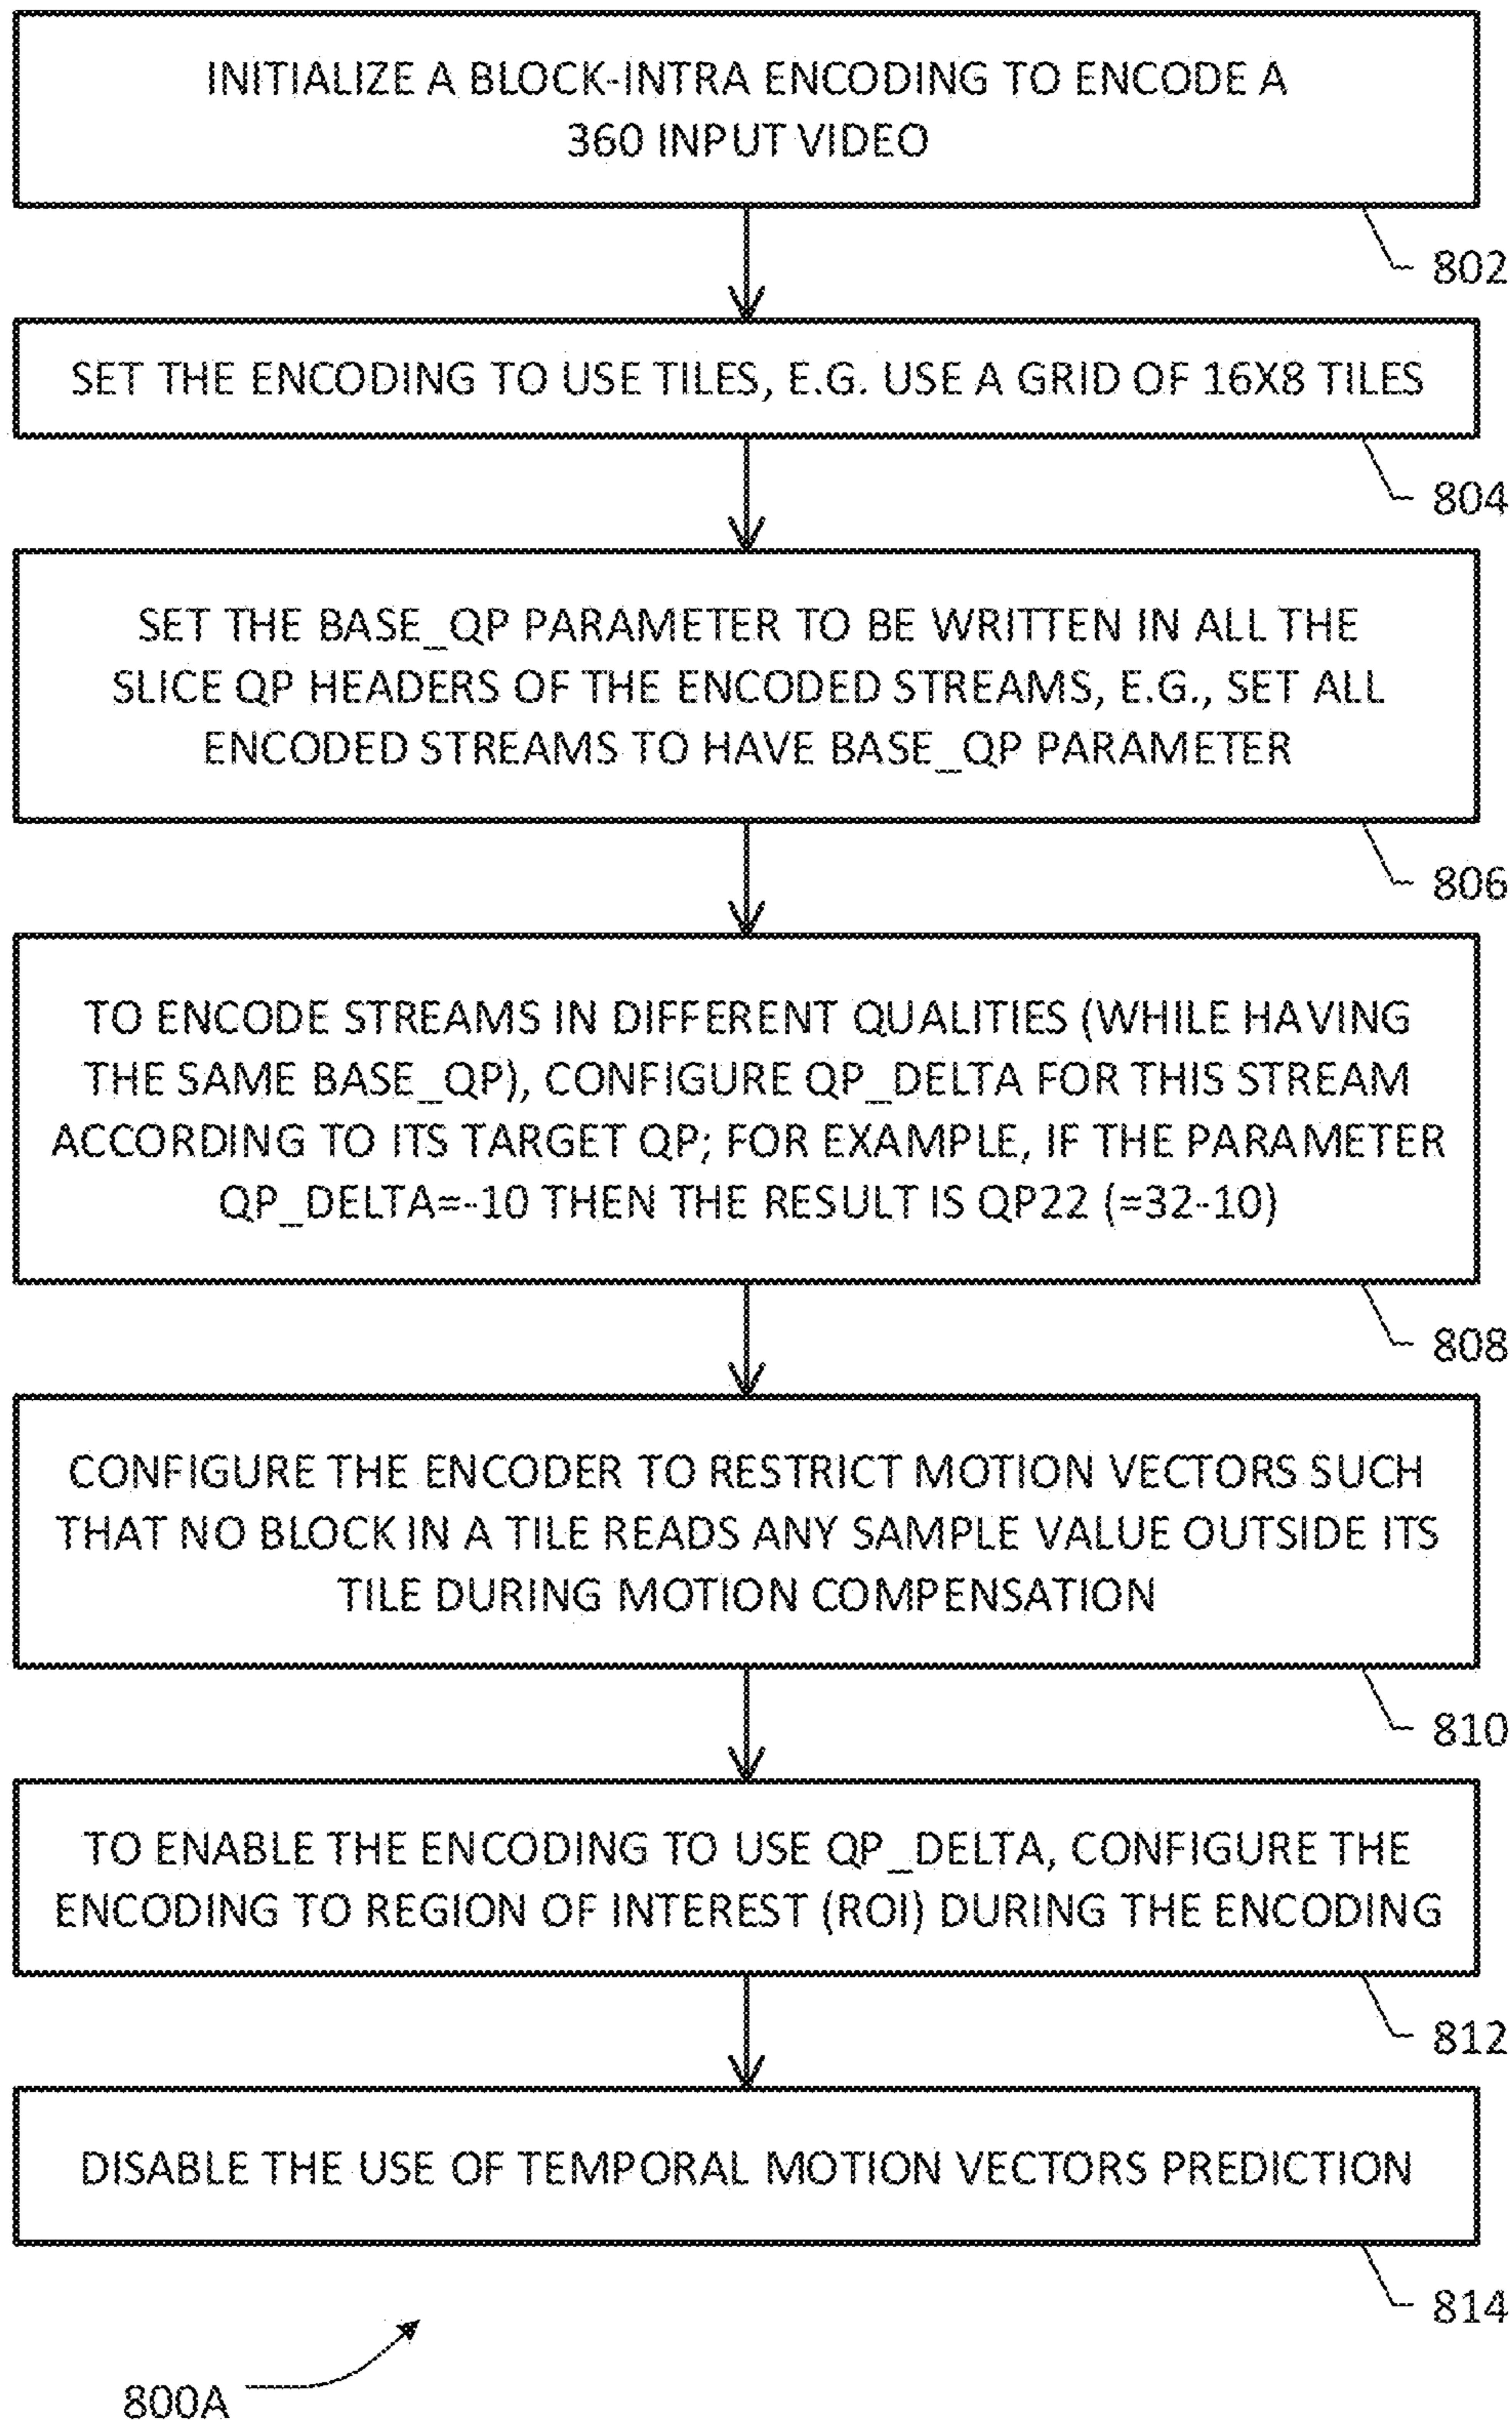 INITIALIZE A BLOCK-INTRA ENCODING TO ENCODE A
360 INPUT VIDEO
802
SET THE ENCODING TO USE TILES, E.G. USE A GRID OF 16X8 TILES
804
SET THE BASE_QP PARAMETER TO BE WRITTEN IN ALL THE
SLICE QP HEADERS OF THE ENCODED STREAMS, E.G., SET ALL
ENCODED STREAMS TO HAVE BASE_QP PARAMETER
806
TO ENCODE STREAMS IN DIFFERENT QUALITIES (WHILE HAVING
THE SAME BASE_QP), CONFIGURE QP_DELTA FOR THIS STREAM
ACCORDING TO ITS TARGET QP; FOR EXAMPLE, IF THE PARAMETER
QP_DELTA=-10 THEN THE RESULT IS QP22 (=32-10)
808
CONFIGURE THE ENCODER TO RESTRICT MOTION VECTORS SUCH
THAT NO BLOCK IN A TILE READS ANY SAMPLE VALUE OUTSIDE ITS
TILE DURING MOTION COMPENSATION
810
TO ENABLE THE ENCODING TO USE QP_DELTA, CONFIGURE THE
ENCODING TO REGION OF INTEREST (ROI) DURING THE ENCODING
812
DISABLE THE USE OF TEMPORAL MOTION VECTORS PREDICTION
814
800A